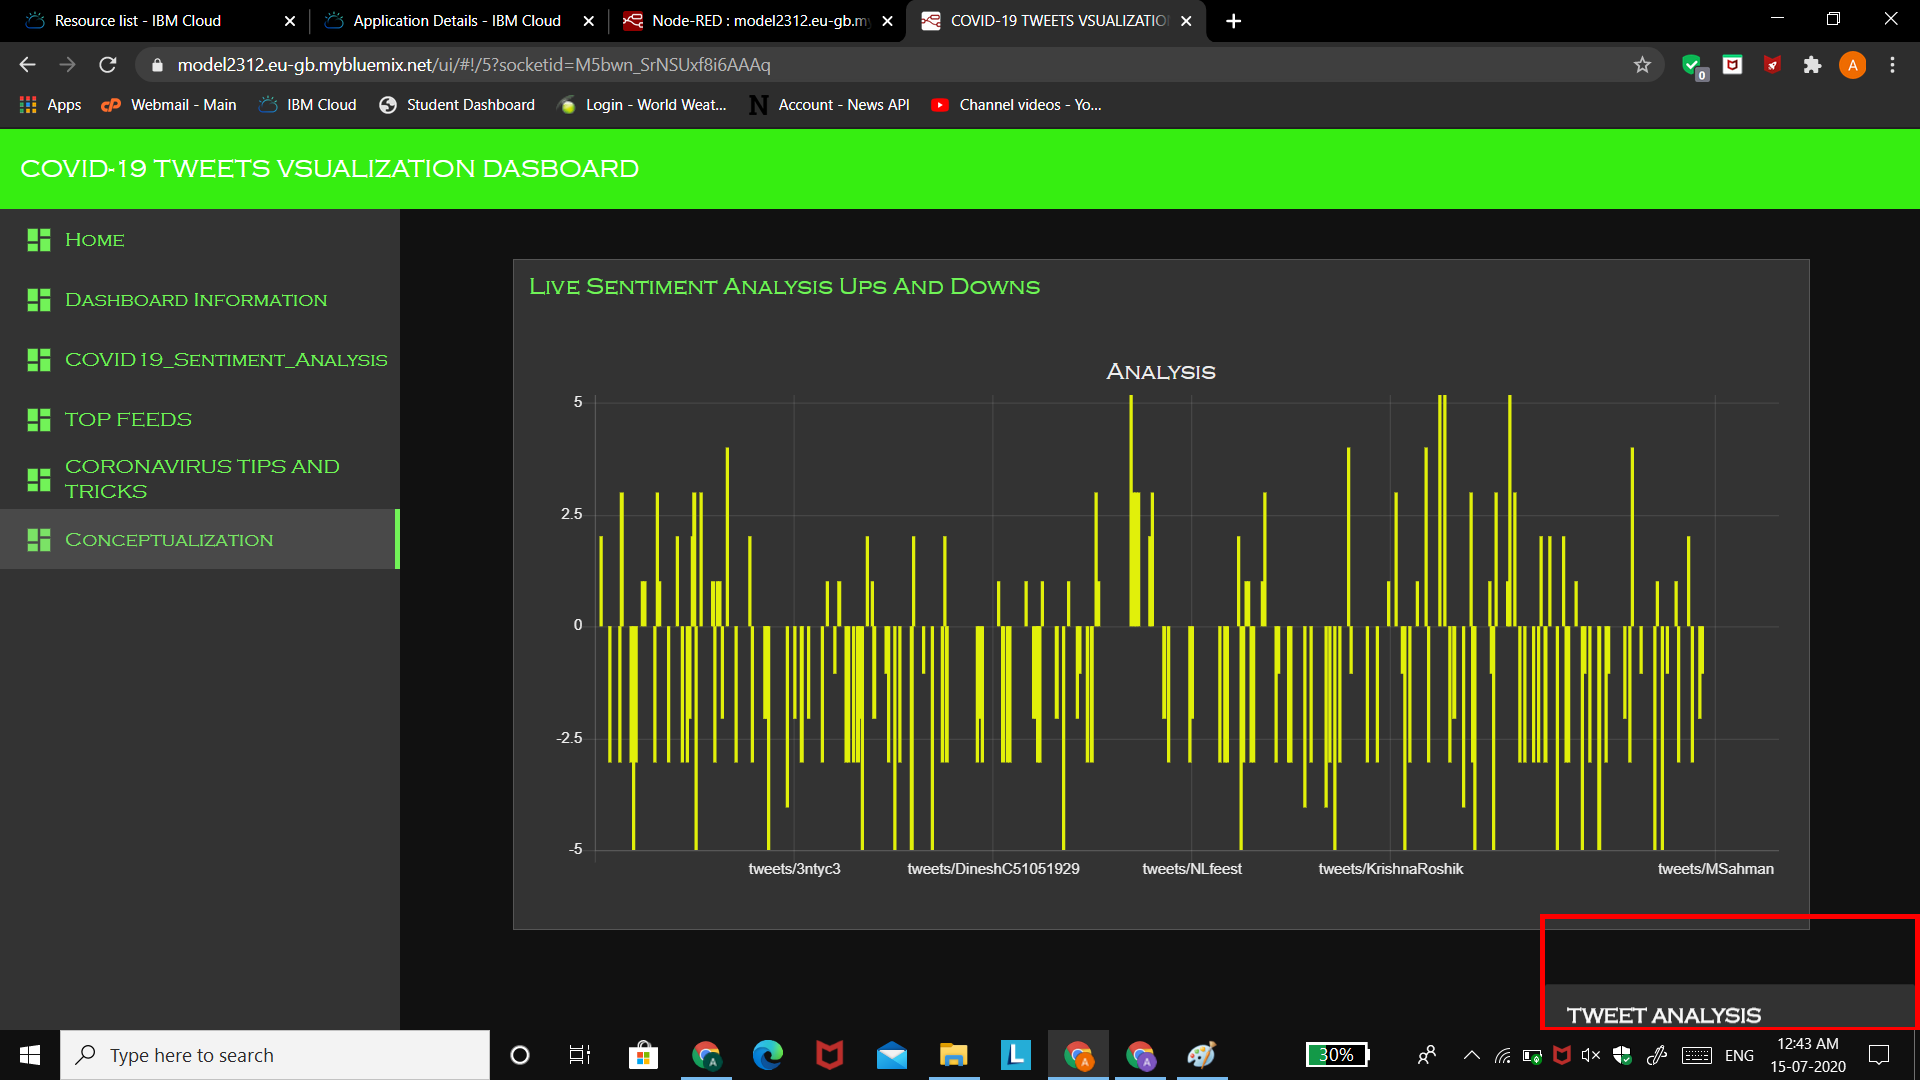 Resource list - IBM Cloud
Application Details - IBM Cloud
Node-RED : model2312.eu-gb.my
COVID-19 TWEETS VSUALIZATIO
model2312.eu-gb.mybluemix.net/ui/#!/5?socketid=M5bwn_SrNSUxf8i6AAAq
0
A
Apps
Webmail - Main
IBM Cloud
Student Dashboard
Login - World Weat...
Account - News API
Channel videos - Yo...
COVID-19 TWEETS VSUALIZATION DASBOARD
Home
Dashboard Information
COVID19_Sentiment_Analysis
TOP FEEDS
CORONAVIRUS TIPS AND
TRICKS
Conceptualization
Live Sentiment Analysis Ups And Downs
Analysis
5
2.5
0
-2.5
-5
tweets/3ntyc3
tweets/DineshC51051929
tweets/NLfeest
tweets/KrishnaRoshik
tweets/MSahman
TWEET ANALYSIS
Type here to search
30%
ENG
12:43 AM
15-07-2020